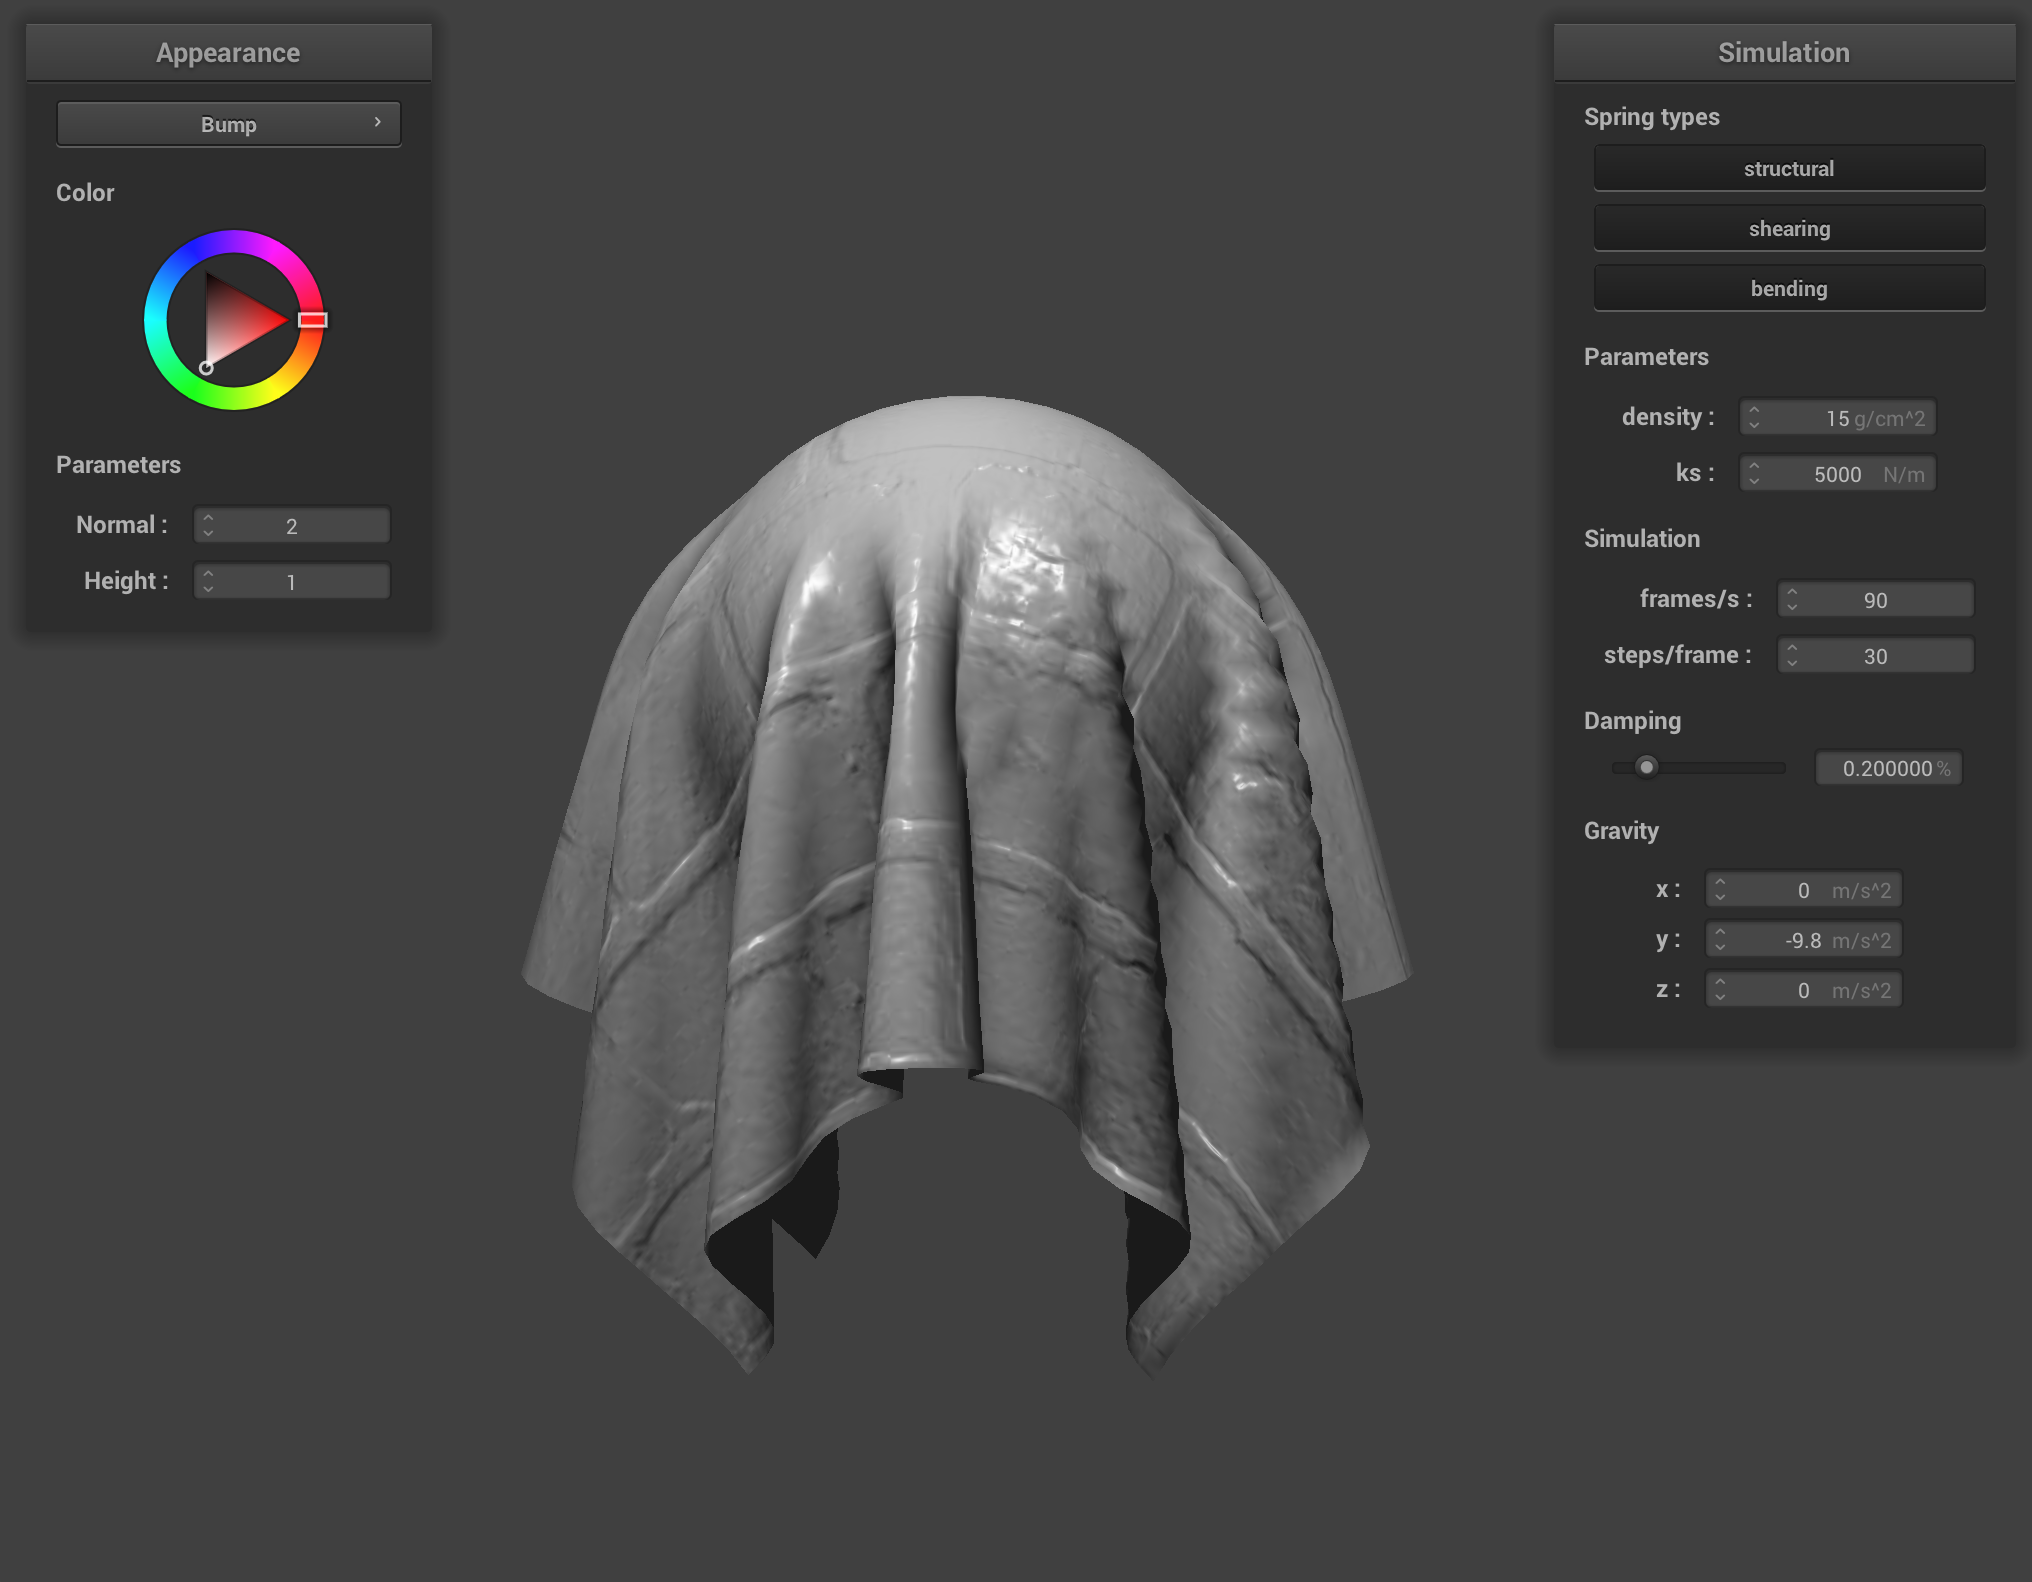 Appearance
Bump
Color
Parameters
Normal : 2
Height : 1
Simulation
Spring types
structural
shearing
bending
Parameters
density : 15 g/cm^2
ks : 5000 N/m
Simulation
frames/s : 90
steps/frame : 30
Damping
0.200000 %
Gravity
x : 0 m/s^2
y : -9.8 m/s^2
z : 0 m/s^2